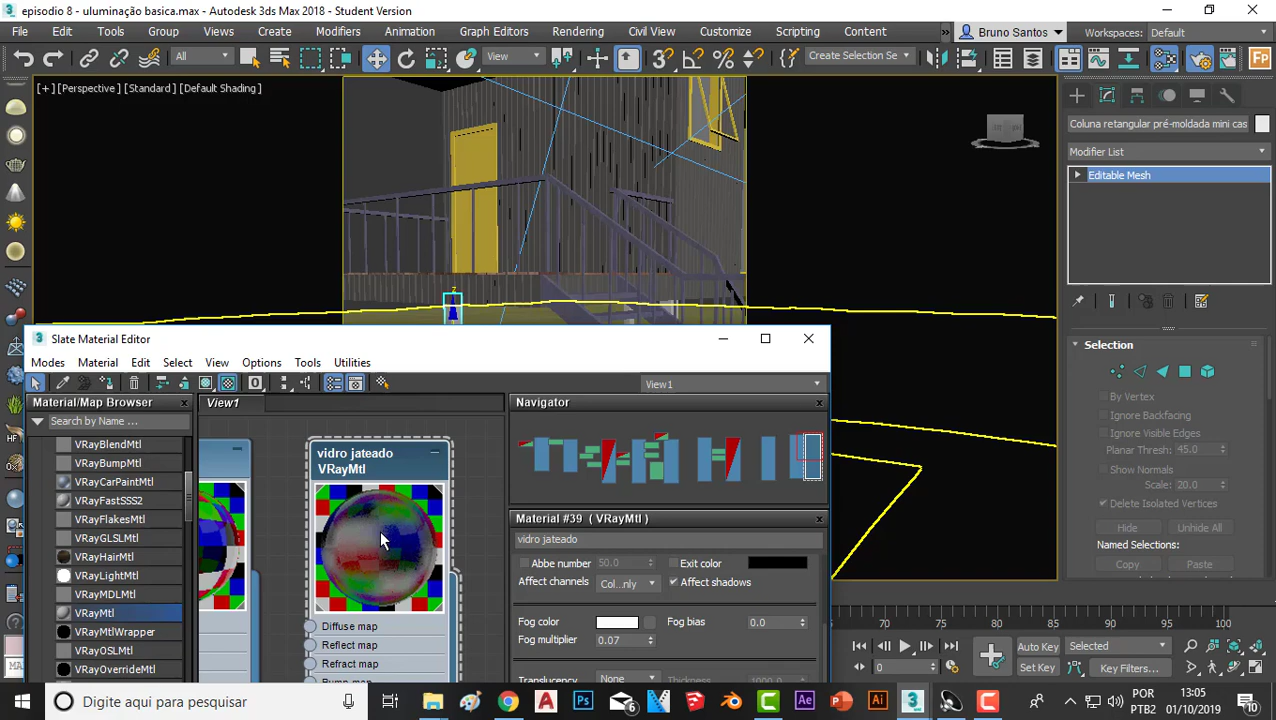 episodio 8 - uluminação basica.max - Autodesk 3ds Max 2018 - Student Version
File Edit Tools Group Views Create Modifiers Animation Graph Editors Rendering Civil View Customize Scripting Content Bruno Santos Workspaces: Default
All View Create Selection Se Fp
[+] [Perspective] [Standard] [Default Shading]
Coluna retangular pré-moldada mini cas
Modifier List
Editable Mesh
z
Slate Material Editor
Modes Material Edit Select View Options Tools Utilities
View1
Material/Map Browser
View1
Navigator
Search by Name ...
VRayBlendMtl
VRayBumpMtl
VRayCarPaintMtl
VRayFastSSS2
VRayFlakesMtl
VRayGLSLMtl
VRayHairMtl
VRayLightMtl
VRayMDLMtl
VRayMtl
VRayMtlWrapper
VRayOSLMtl
VRayOverrideMtl
vidro jateado
VRayMtl
Diffuse map
Reflect map
Refract map
Material #39 ( VRayMtl )
vidro jateado
Abbe number 50.0 Exit color
Affect channels Col...nly Affect shadows
Fog color Fog bias 0.0
Fog multiplier 0.07
Translucency None Thickness
Selection
By Vertex
Ignore Backfacing
Ignore Visible Edges
Planar Thresh: 45.0
Show Normals
Scale: 20.0
Delete Isolated Vertices
Hide Unhide All
Named Selections:
Copy Paste
65 70 75 80 85 90 95 100
Auto Key Selected
0 Set Key Key Filters...
HF
Digite aqui para pesquisar
6
POR
PTB2
13:05
01/10/2019
10